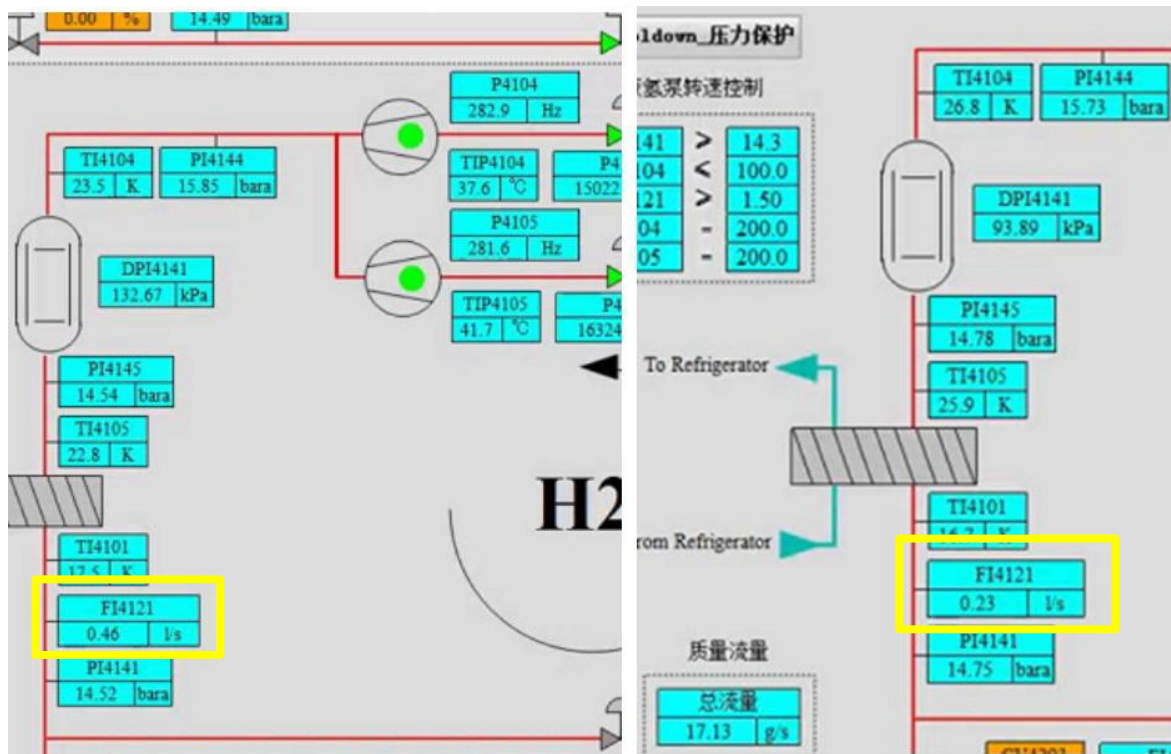 0.00 %
14.49 bara
P4104
282.9 Hz
TI4104
23.5 K
PI4144
15.85 bara
TIP4104
37.6 ℃
P4
15022
P4105
281.6 Hz
DPI4141
132.67 kPa
TIP4105
41.7 ℃
P4
16324
PI4145
14.54 bara
TI4105
22.8 K
H2
TI4101
17.5 K
FI4121
0.46 l/s
PI4141
14.52 bara
oldown_压力保护
氢泵转速控制
141 > 14.3
104 < 100.0
121 > 1.50
04 = 200.0
05 = 200.0
TI4104
26.8 K
PI4144
15.73 bara
DPI4141
93.89 kPa
PI4145
14.78 bara
To Refrigerator
TI4105
25.9 K
TI4101
K
rom Refrigerator
FI4121
0.23 l/s
PI4141
14.75 bara
质量流量
总流量
17.13 g/s